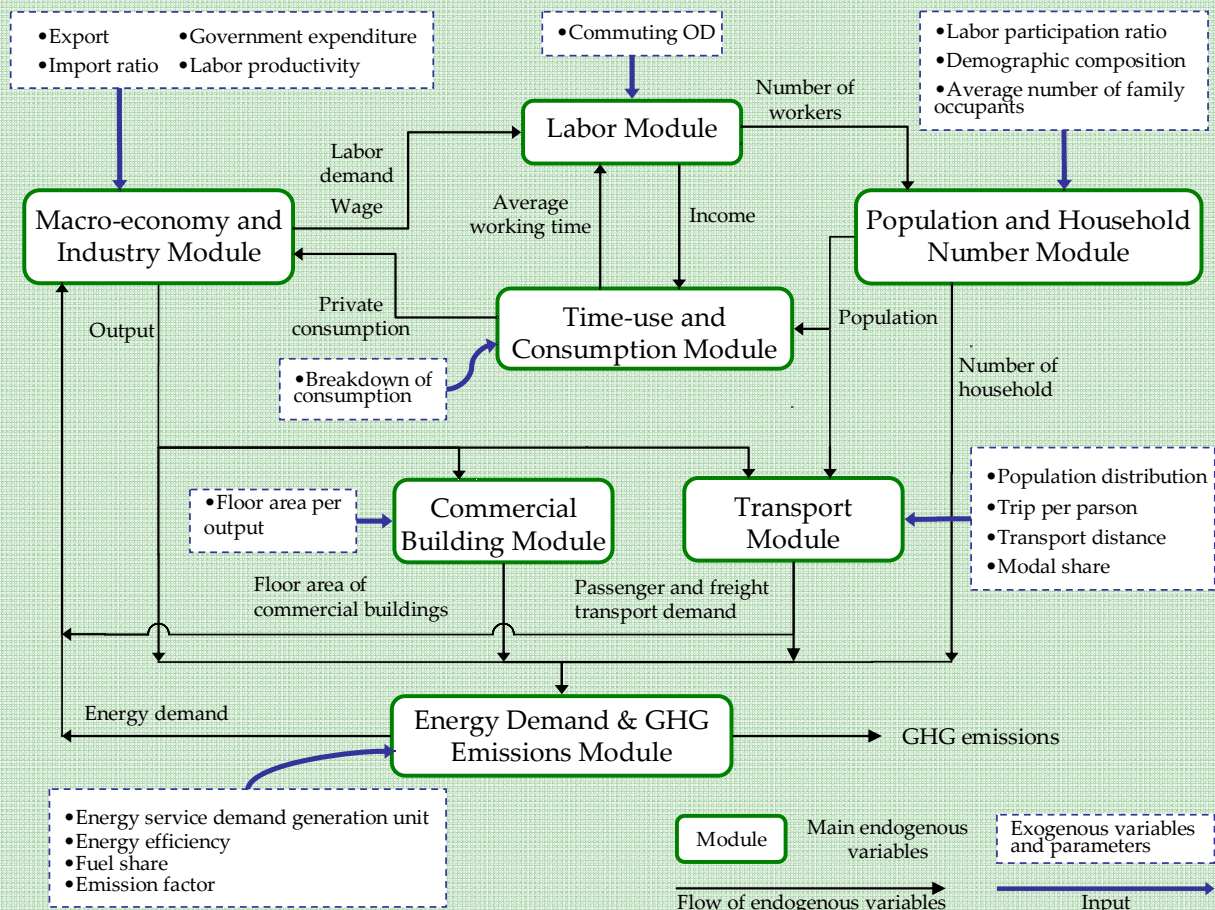 •Export •Government expenditure
•Import ratio •Labor productivity
•Commuting OD
•Labor participation ratio
•Demographic composition
•Average number of family
occupants
Number of
workers
Labor Module
Labor
demand
Wage
Average
working time
Income
Macro-economy and
Industry Module
Population and Household
Number Module
Output
Private
consumption
Time-use and
Consumption Module
Population
Number of
household
•Breakdown of
consumption
•Floor area per
output
Commercial
Building Module
Transport
Module
•Population distribution
•Trip per parson
•Transport distance
•Modal share
Floor area of
commercial buildings
Passenger and freight
transport demand
Energy demand
Energy Demand & GHG
Emissions Module
GHG emissions
•Energy service demand generation unit
•Energy efficiency
•Fuel share
•Emission factor
Module
Main endogenous
variables
Exogenous variables
and parameters
Flow of endogenous variables
Input